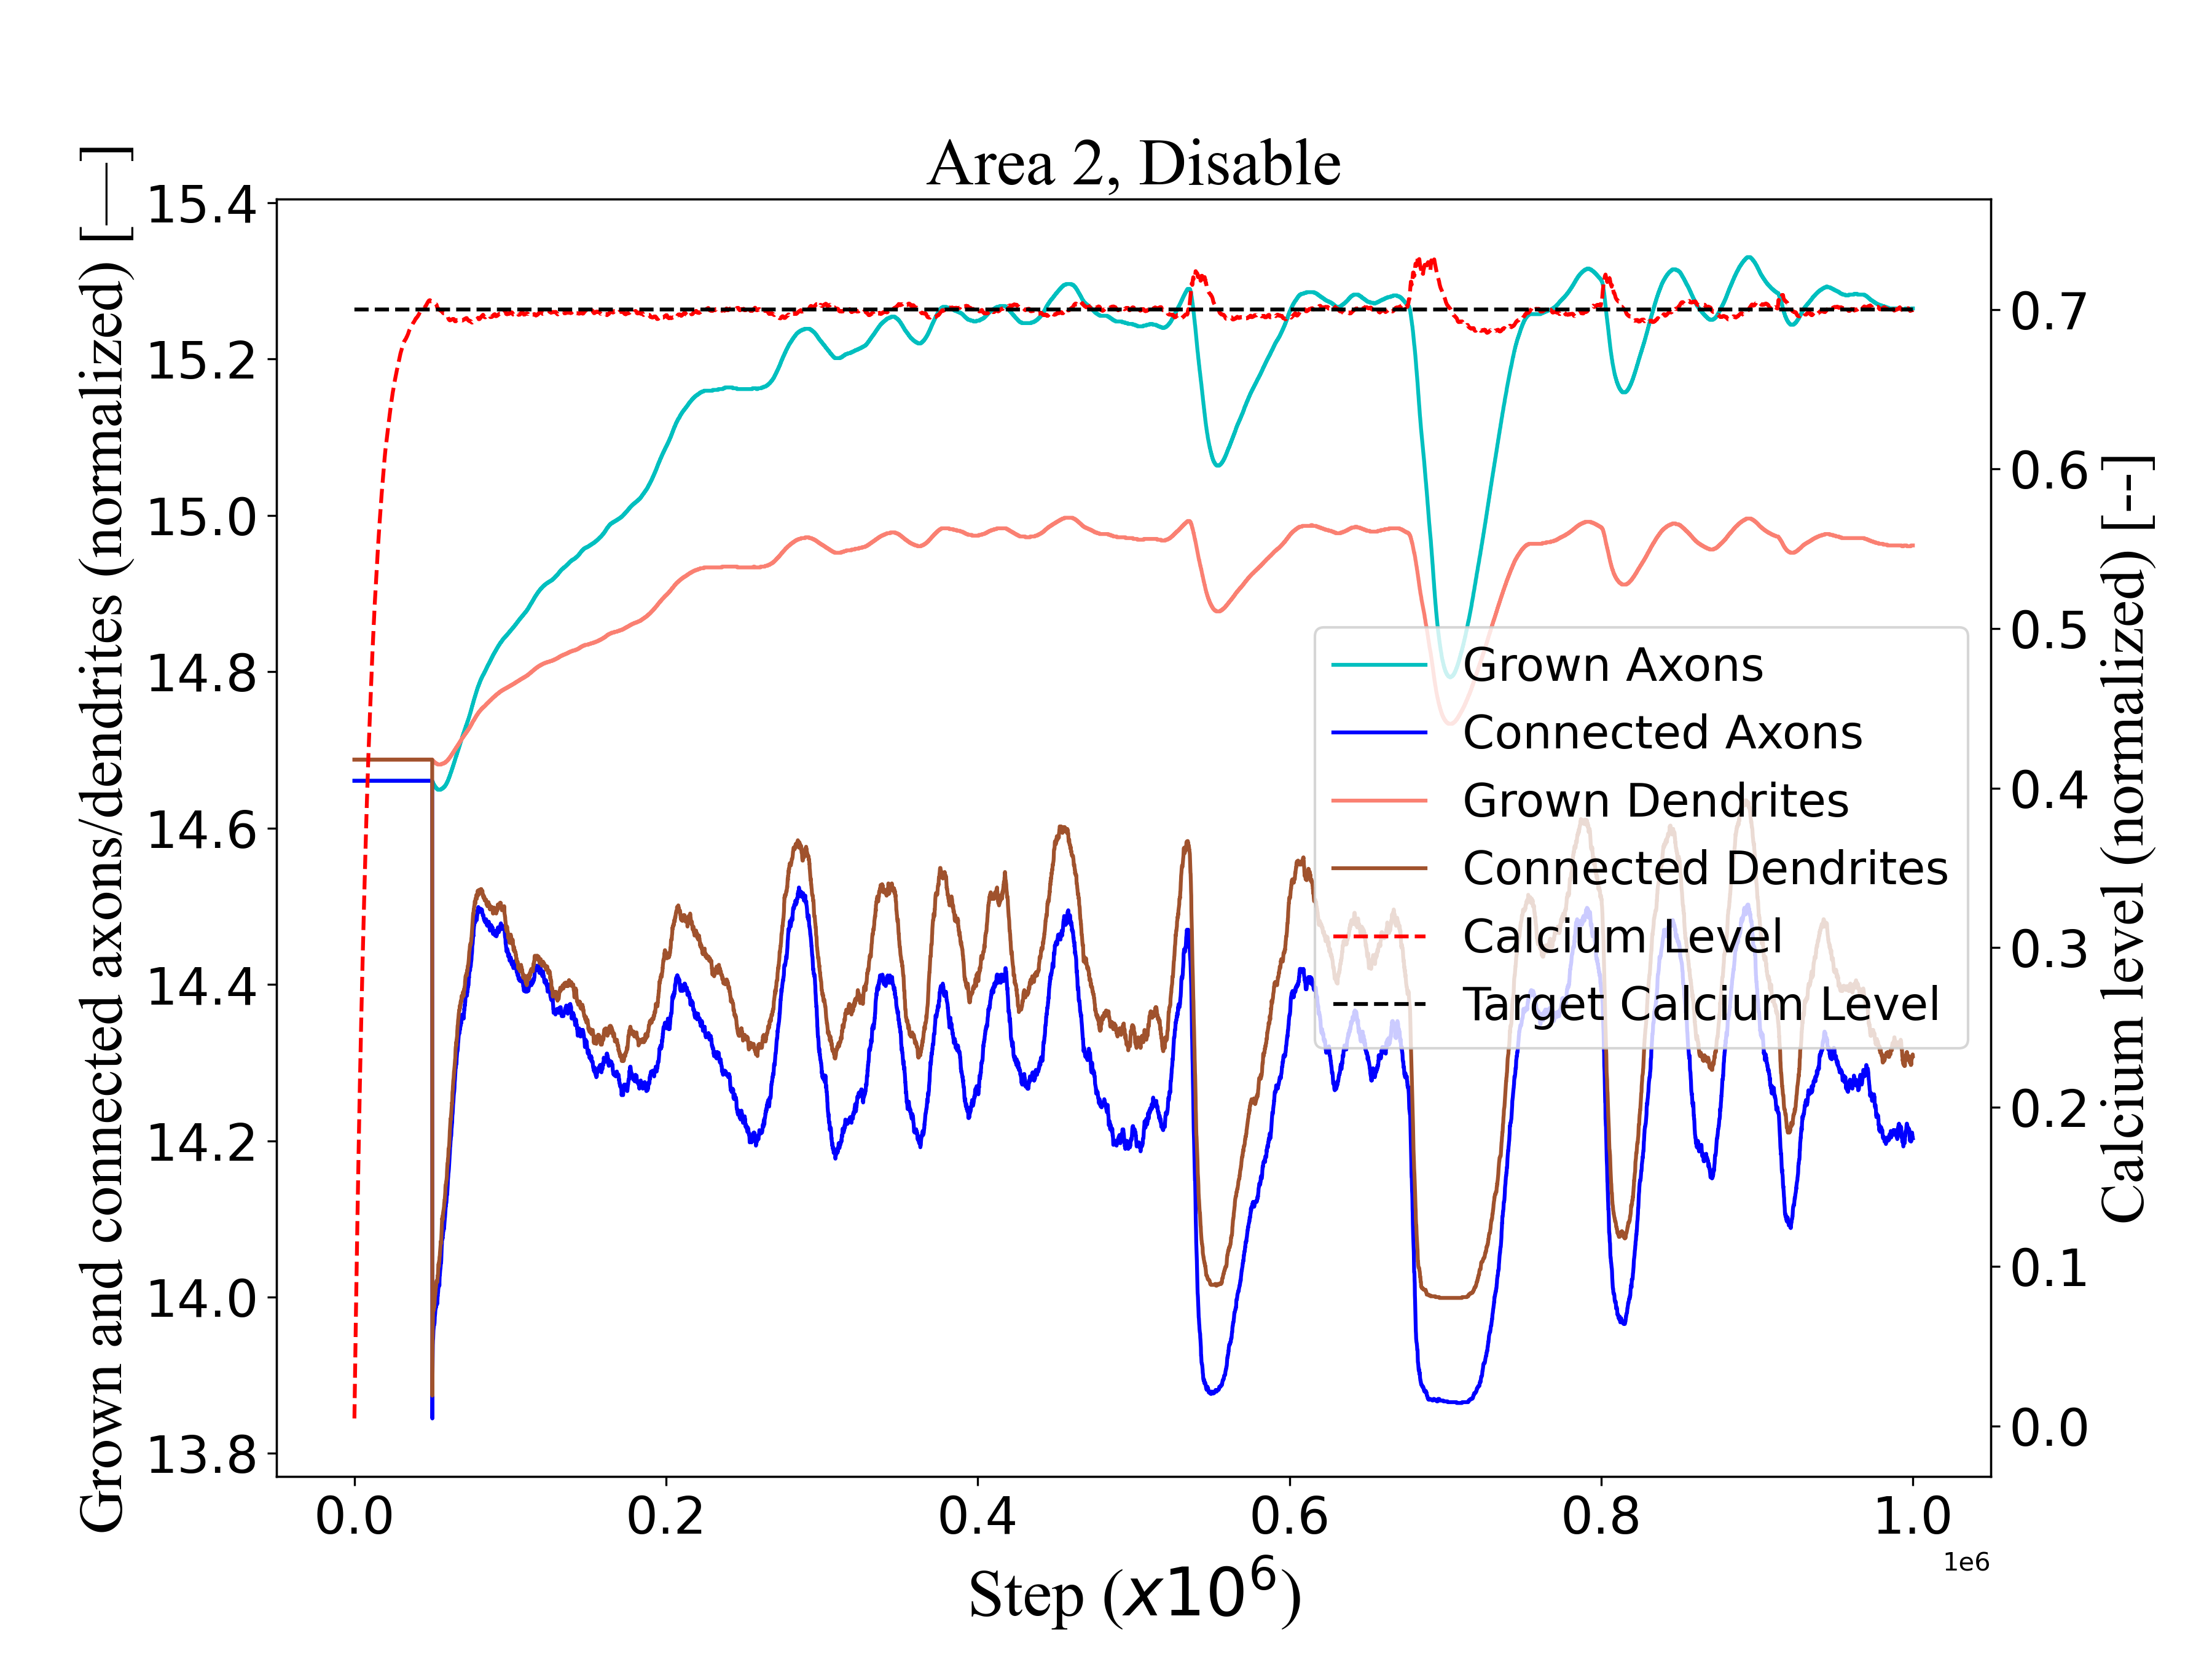 Area 2, Disable
Grown and connected axons/dendrites (normalized) [—]
15.4
15.2
15.0
14.8
14.6
14.4
14.2
14.0
13.8
Grown Axons
Connected Axons
Grown Dendrites
Connected Dendrites
Calcium Level
Target Calcium Level
0.7
0.6
0.5
0.4
0.3
0.2
0.1
0.0
Calcium level (normalized) [--]
0.0 0.2 0.4 0.6 0.8 1.0
1e6
Step (x10⁶)